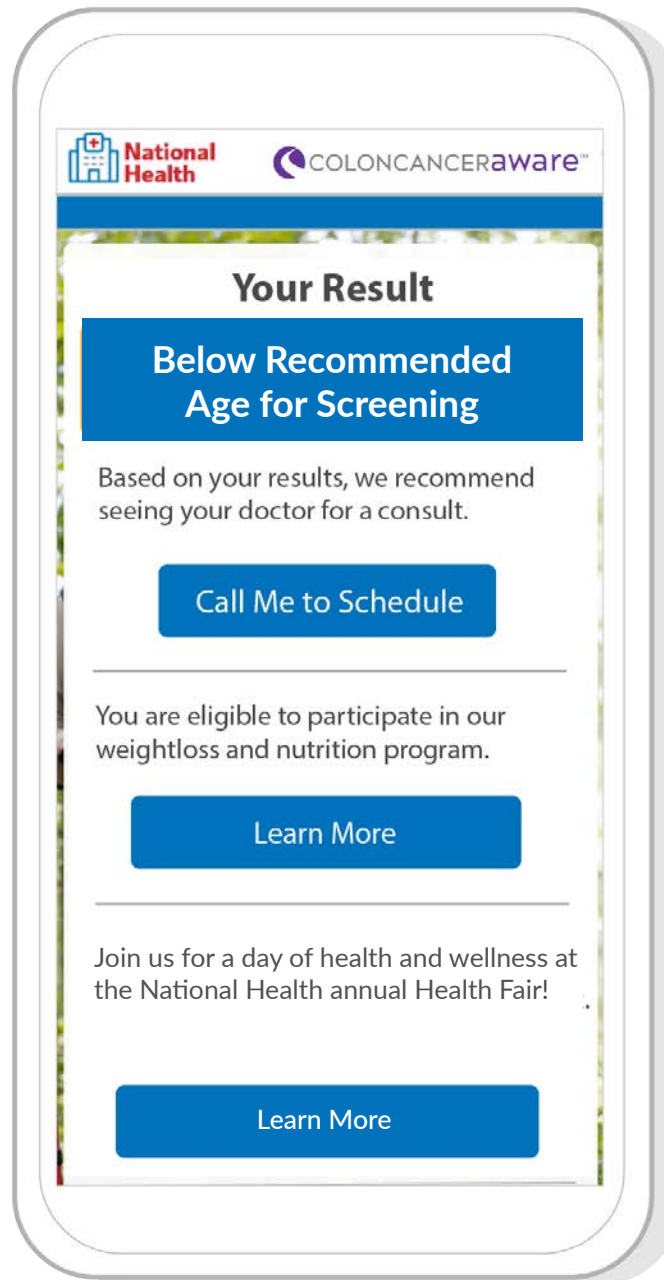 National
Health
COLONCANCERaware™
Your Result
Below Recommended
Age for Screening
Based on your results, we recommend
seeing your doctor for a consult.
Call Me to Schedule
You are eligible to participate in our
weightloss and nutrition program.
Learn More
Join us for a day of health and wellness at
the National Health annual Health Fair!
Learn More